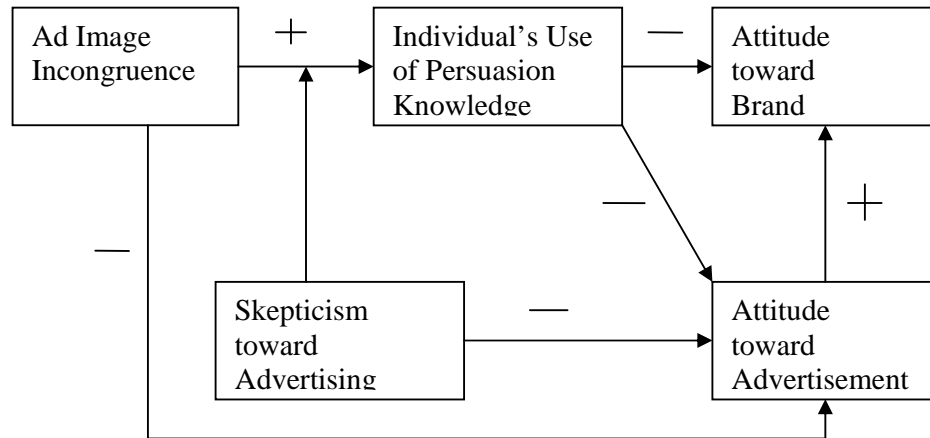 Ad Image
Incongruence
+
Individual’s Use
of Persuasion
Knowledge
—
Attitude
toward
Brand
—
—
+
Skepticism
toward
Advertising
—
Attitude
toward
Advertisement